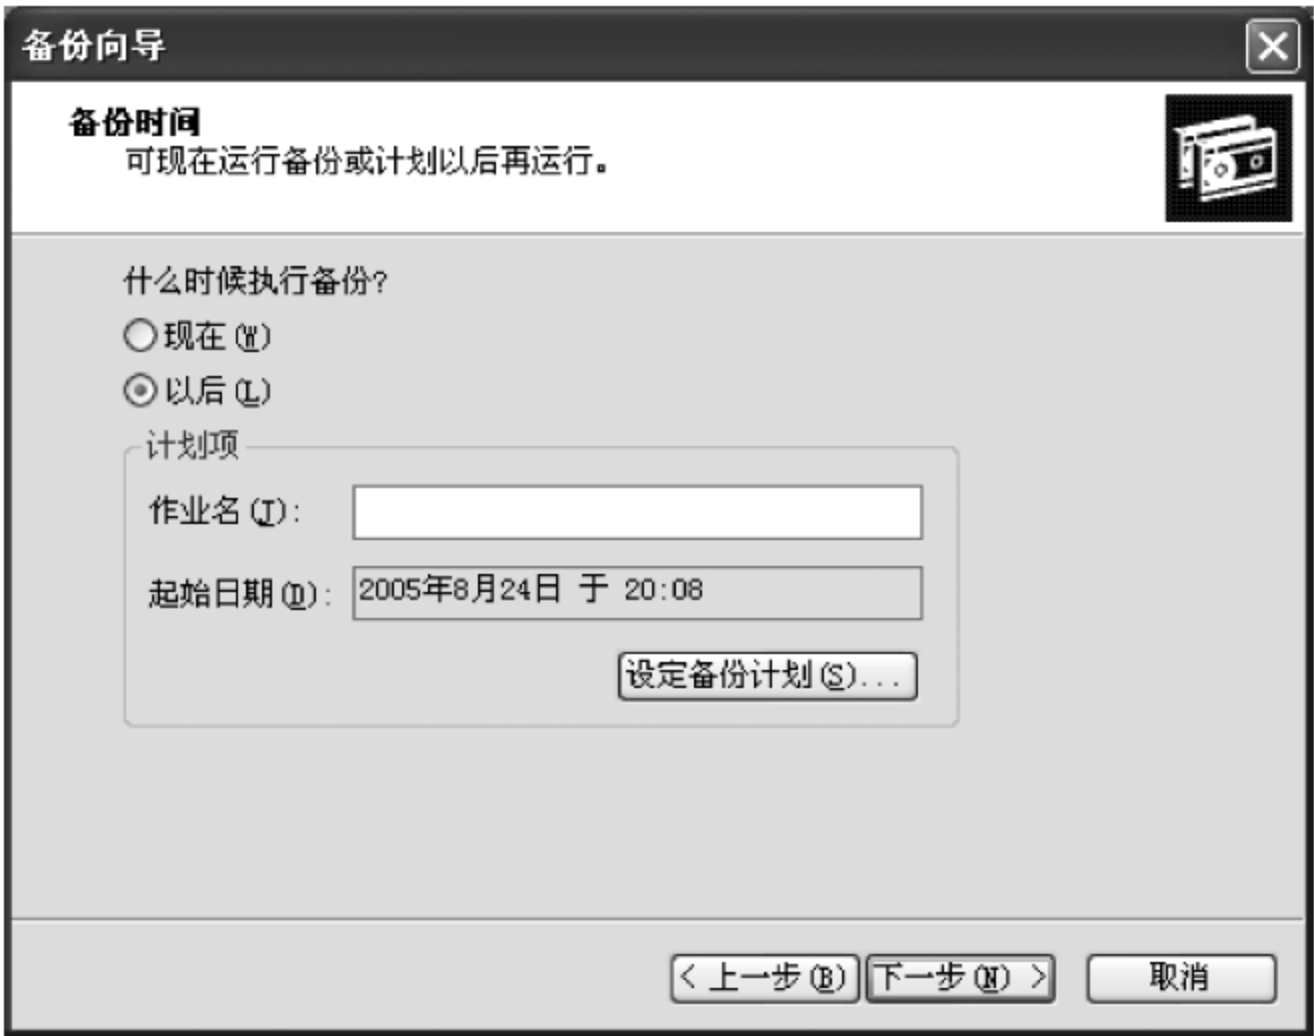 备份向导
备份时间
可现在运行备份或计划以后再运行。
什么时候执行备份?
现在(W)
以后(L)
计划项
作业名(J):
起始日期(D): 2005年8月24日 于 20:08
设定备份计划(S)...
< 上一步(B) 下一步(N) > 取消